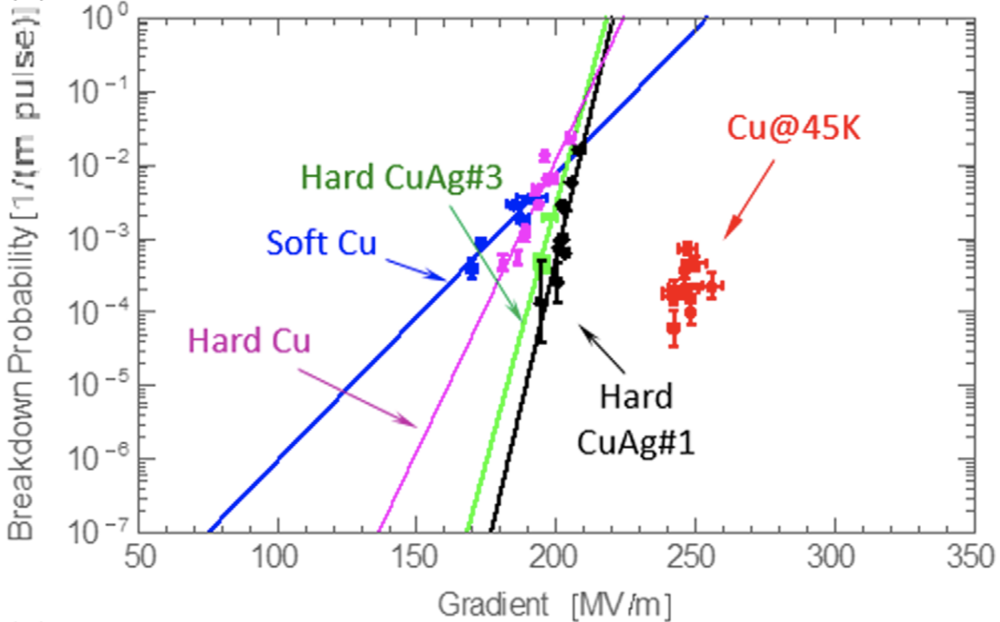 Breakdown Probability [1/(m pulse)]
10⁰
10⁻¹
10⁻²
10⁻³
10⁻⁴
10⁻⁵
10⁻⁶
10⁻⁷
Cu@45K
Hard CuAg#3
Soft Cu
Hard Cu
Hard
CuAg#1
50 100 150 200 250 300 350
Gradient [MV/m]